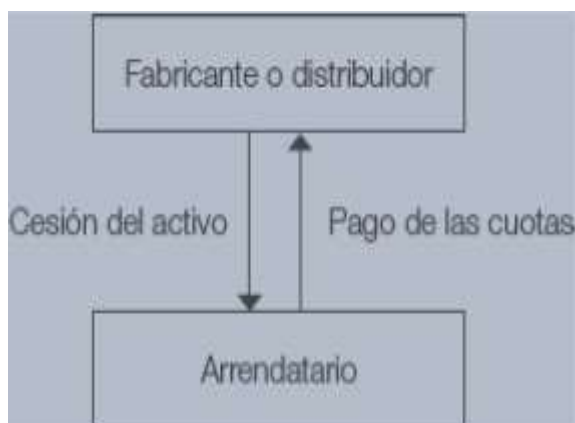 Fabricante o distribuidor
Cesión del activo
Pago de las cuotas
Arrendatario